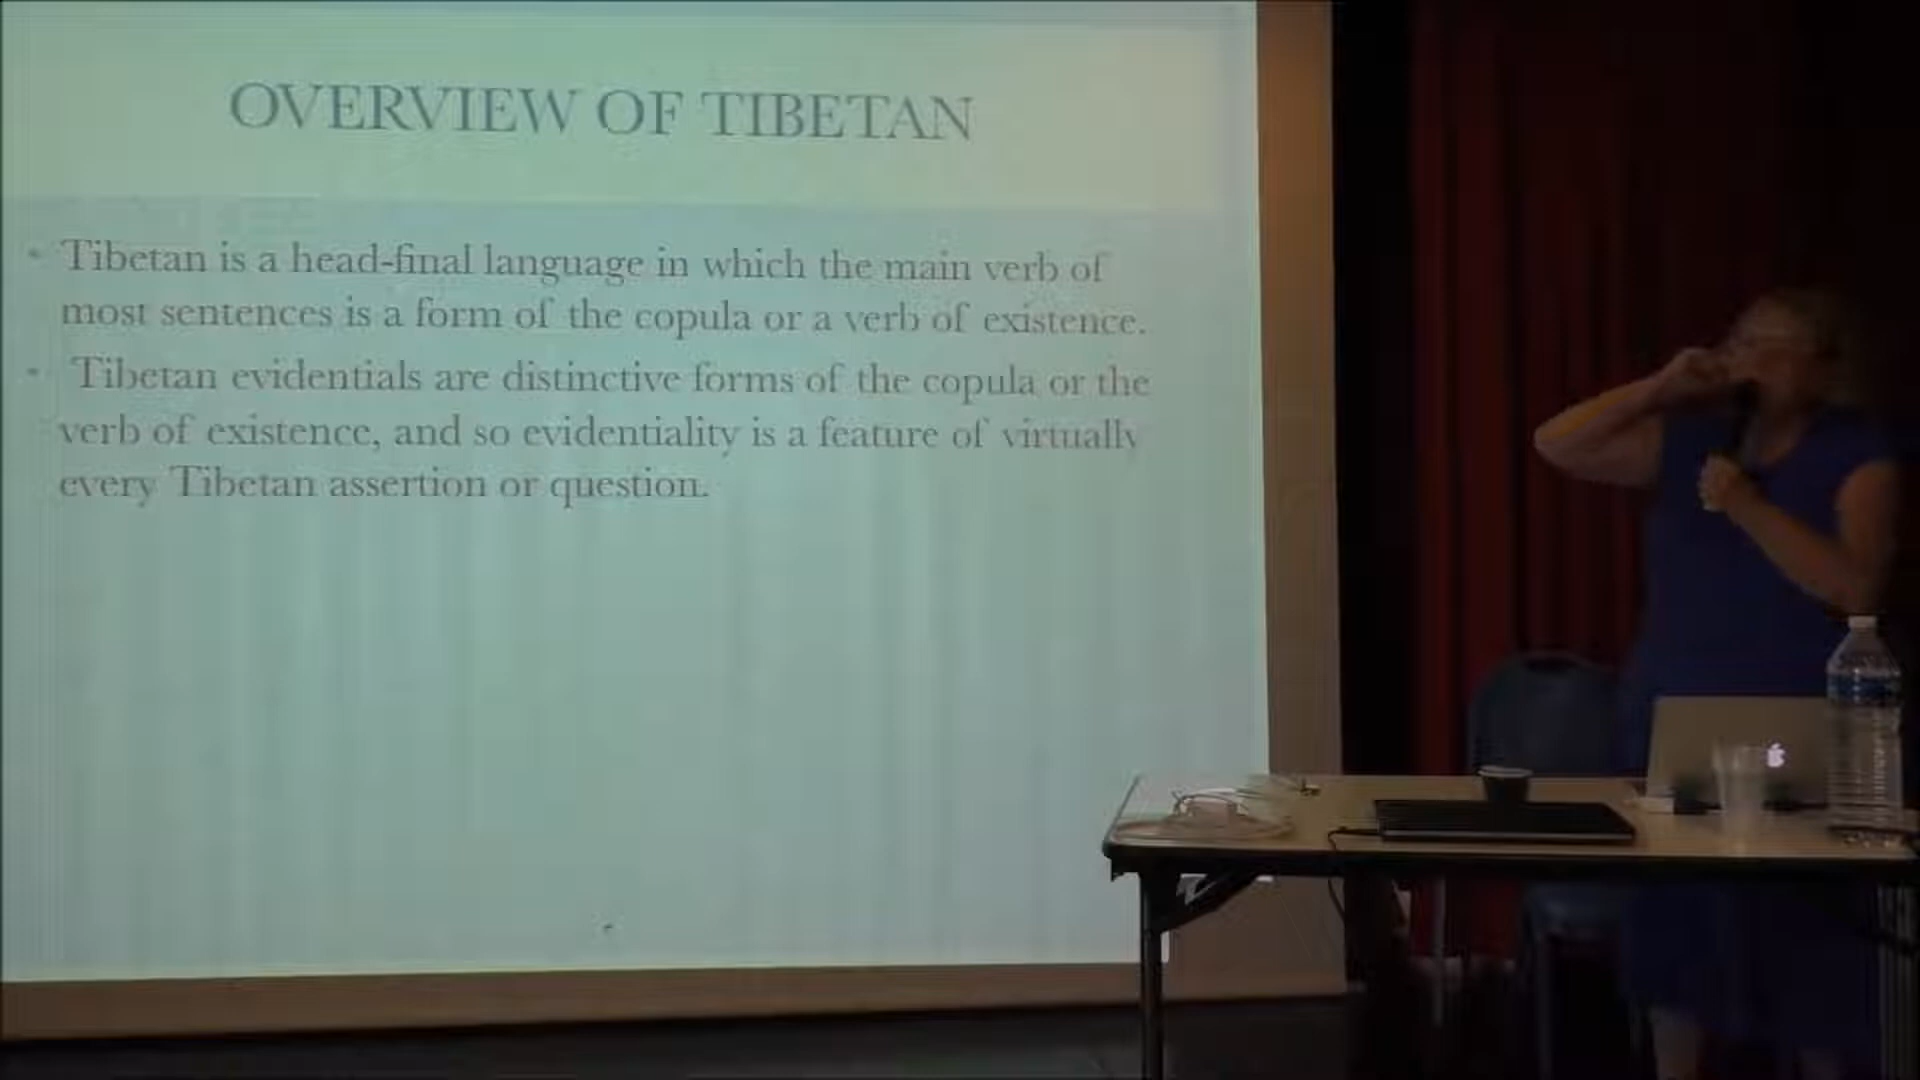 OVERVIEW OF TIBETAN
• Tibetan is a head-final language in which the main verb of
most sentences is a form of the copula or a verb of existence.
• Tibetan evidentials are distinctive forms of the copula or the
verb of existence, and so evidentiality is a feature of virtually
every Tibetan assertion or question.